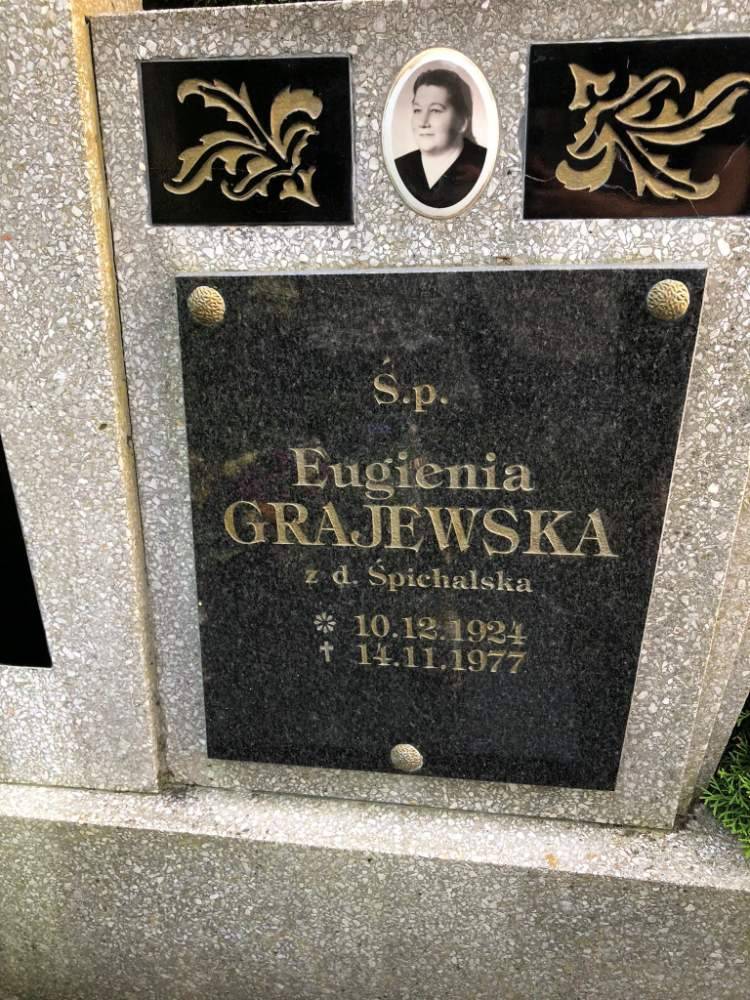 Ś.p.
Eugienia
GRAJEWSKA
z d. Śpichalska
* 10.12.1924
† 14.11.1977